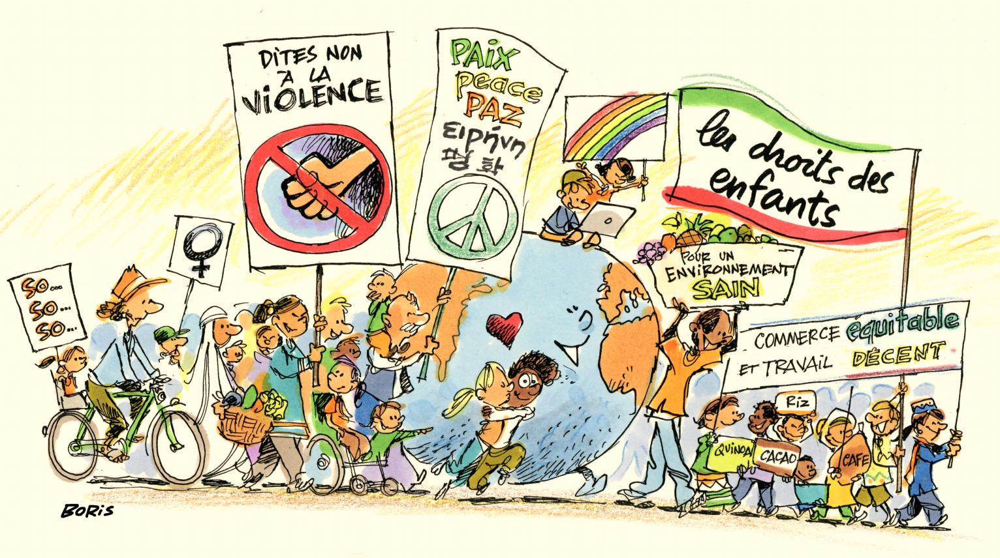 SO...
SO...
SO...
DITES NON
À LA
VIOLENCE
PAIX
peace
PAZ
ειρήνη
평화
les droits des
enfants
POUR UN
ENVIRONNEMENT
SAIN
COMMERCE équitable
ET TRAVAIL DÉCENT
RIZ
QUINOA
CACAO
CAFE
BORIS